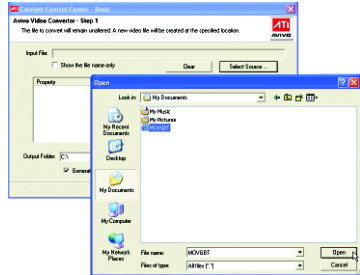 Catalyst Control Center - Basic
Avivo Video Converter - Step 1
The file to convert will remain unaltered. A new video file will be created at the specified location.
ATI
AVIVO
Input File
Show the file name only
Clear
Select Source ...
Property
Output Folder C:\
Generat
Open
Look in: My Documents
My Recent Documents
Desktop
My Documents
My Computer
My Network Places
My Music
My Pictures
MOVGBT
File name: MOVGBT
Open
Files of type: All files (*.*)
Cancel